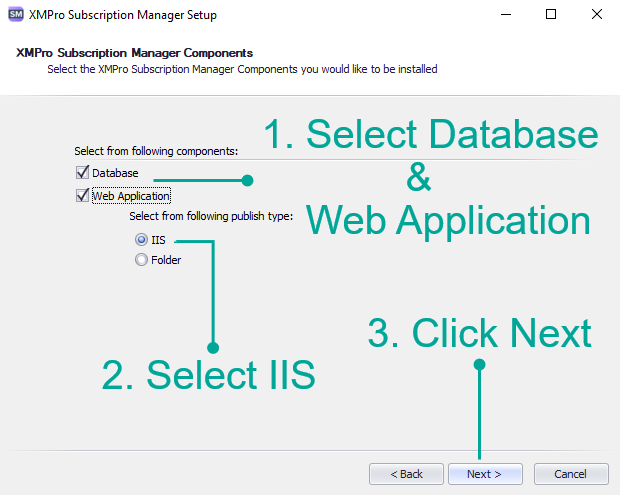 SM XMPro Subscription Manager Setup
XMPro Subscription Manager Components
Select the XMPro Subscription Manager Components you would like to be installed
1. Select Database
&
Web Application
Select from following components:
Database
Web Application
Select from following publish type:
IIS
Folder
2. Select IIS
3. Click Next
< Back
Next >
Cancel